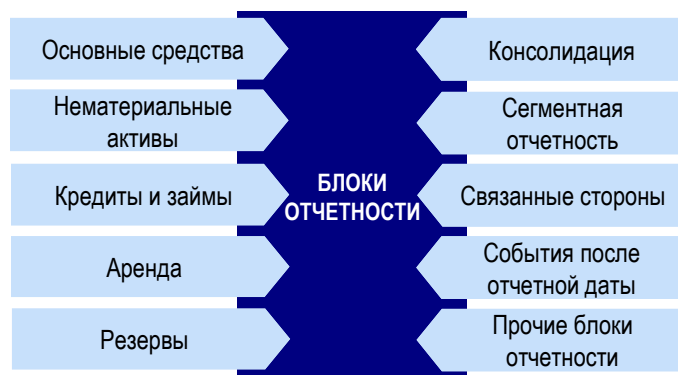 Основные средства
Нематериальные
активы
Кредиты и займы
Аренда
Резервы
БЛОКИ
ОТЧЕТНОСТИ
Консолидация
Сегментная
отчетность
Связанные стороны
События после
отчетной даты
Прочие блоки
отчетности